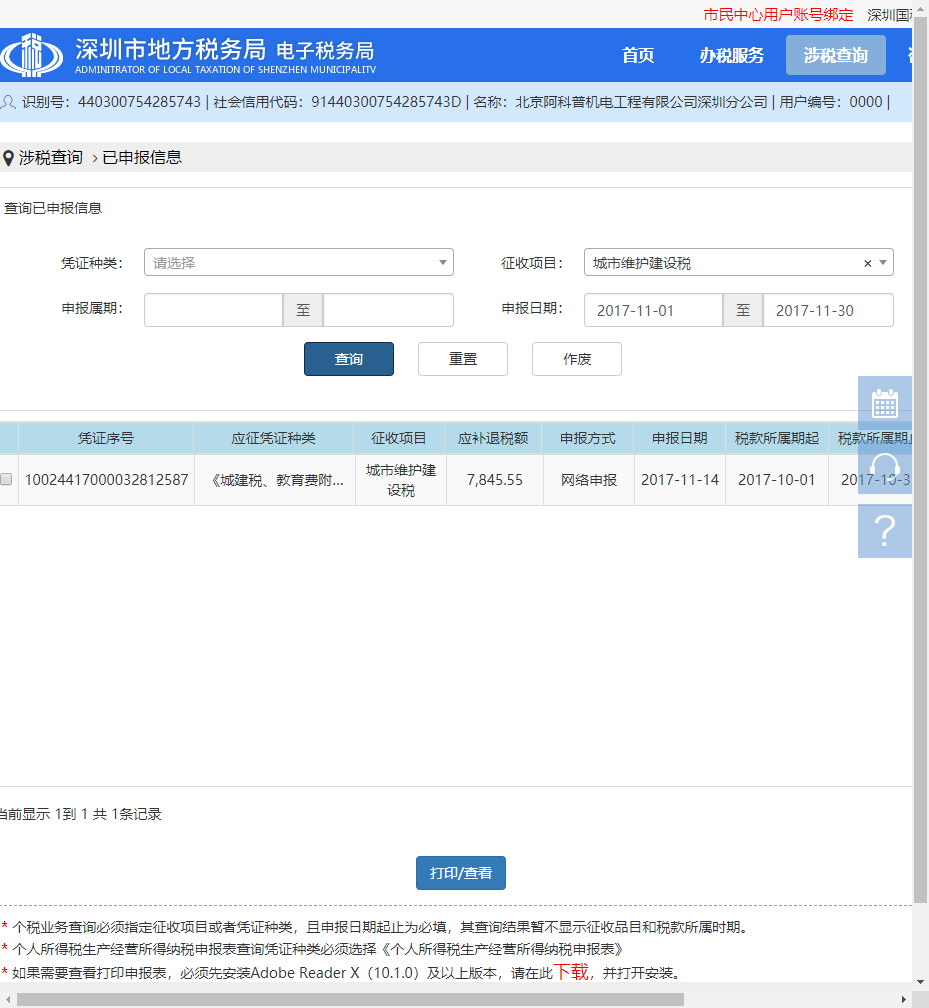 市民中心用户账号绑定 深圳国
深圳市地方税务局 电子税务局
ADMINITRATOR OF LOCAL TAXATION OF SHENZHEN MUNICIPALITV
首页 办税服务 涉税查询
识别号：440300754285743 | 社会信用代码：91440300754285743D | 名称：北京阿科普机电工程有限公司深圳分公司 | 用户编号：0000 |
涉税查询 > 已申报信息
查询已申报信息
凭证种类： 请选择 征收项目： 城市维护建设税 ×
申报属期： 至 申报日期： 2017-11-01 至 2017-11-30
查询 重置 作废
凭证序号 应征凭证种类 征收项目 应补退税额 申报方式 申报日期 税款所属期起 税款所属期止
10024417000032812587 《城建税、教育费附... 城市维护建设税 7,845.55 网络申报 2017-11-14 2017-10-01 2017-10-3
当前显示 1到 1 共 1条记录
打印/查看
* 个税业务查询必须指定征收项目或者凭证种类，且申报日期起止为必填，其查询结果暂不显示征收品目和税款所属时期。
* 个人所得税生产经营所得纳税申报表查询凭证种类必须选择《个人所得税生产经营所得纳税申报表》
* 如果需要查看打印申报表，必须先安装Adobe Reader X（10.1.0）及以上版本，请在此下载，并打开安装。